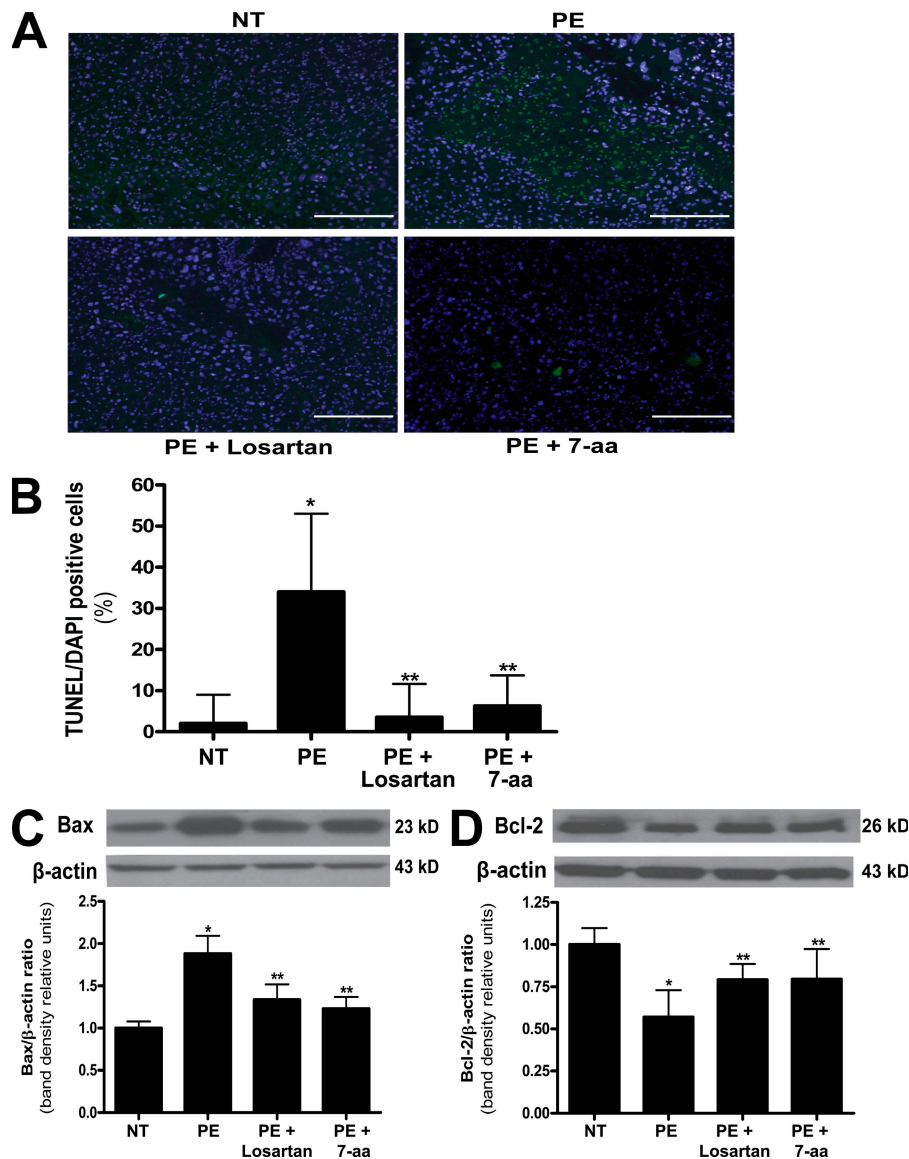 A
NT
PE
PE + Losartan
PE + 7-aa
B
TUNEL/DAPI positive cells
(%)
60
50
40
30
20
10
0
*
**
**
NT
PE
PE +
Losartan
PE +
7-aa
C
Bax
23 kD
β-actin
43 kD
Bax/β-actin ratio
(band density relative units)
2.5
2.0
1.5
1.0
0.5
0.0
*
**
**
NT
PE
PE +
Losartan
PE +
7-aa
D
Bcl-2
26 kD
β-actin
43 kD
Bcl-2/β-actin ratio
(band density relative units)
1.25
1.00
0.75
0.50
0.25
0.00
*
**
**
NT
PE
PE +
Losartan
PE +
7-aa